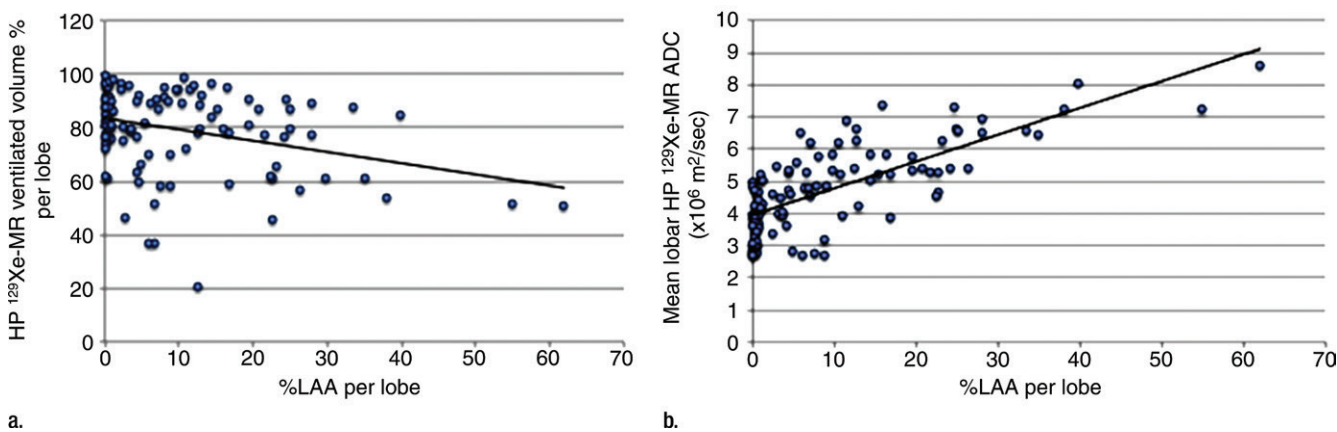 HP ¹²⁹Xe-MR ventilated volume %
per lobe
120
100
80
60
40
20
0
0 10 20 30 40 50 60 70
%LAA per lobe
a.
Mean lobar HP ¹²⁹Xe-MR ADC
(x10⁶ m²/sec)
10
9
8
7
6
5
4
3
2
1
0
0 10 20 30 40 50 60 70
%LAA per lobe
b.